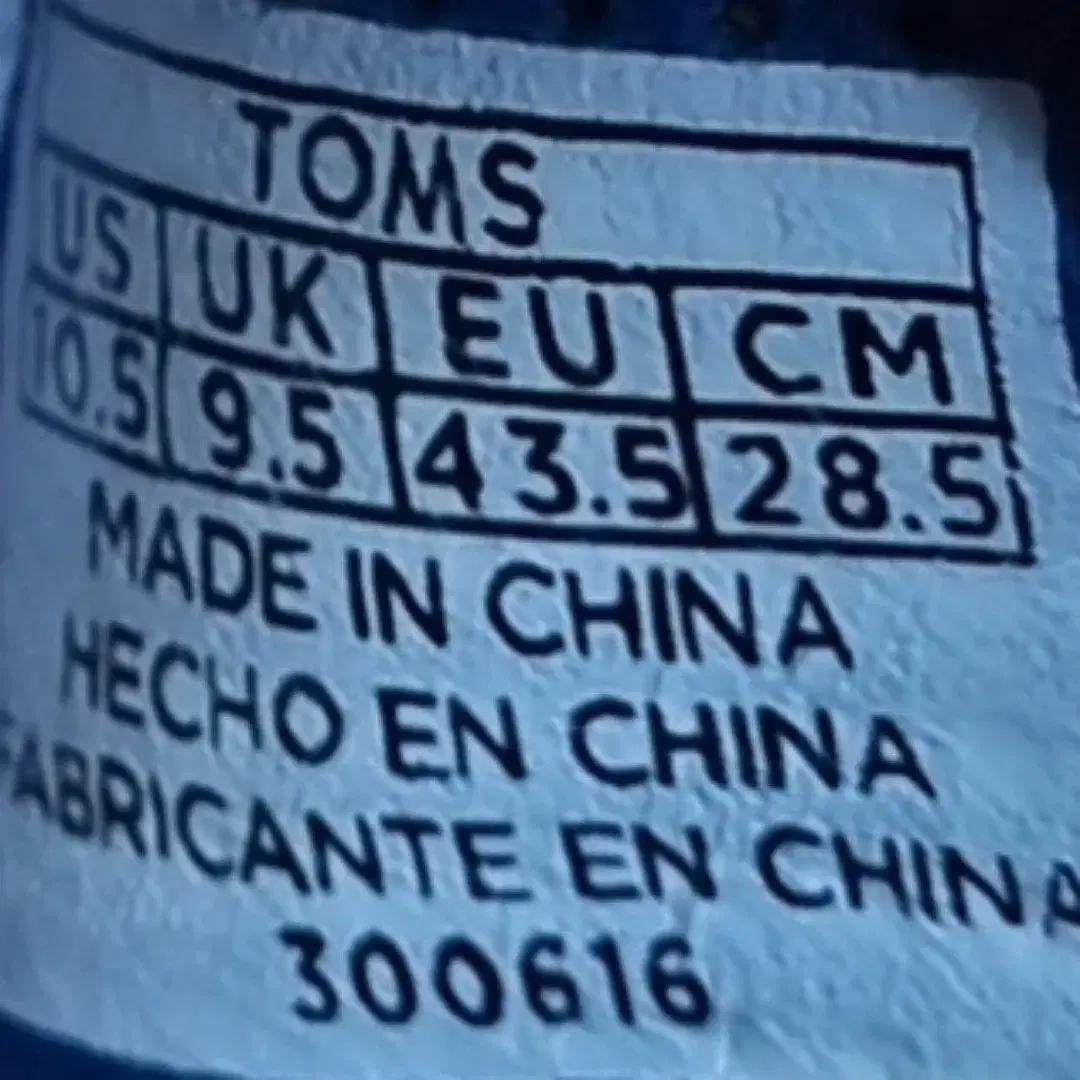 TOMS
US UK EU CM
10.5 9.5 43.5 28.5
MADE IN CHINA
HECHO EN CHINA
FABRICANTE EN CHINA
300616